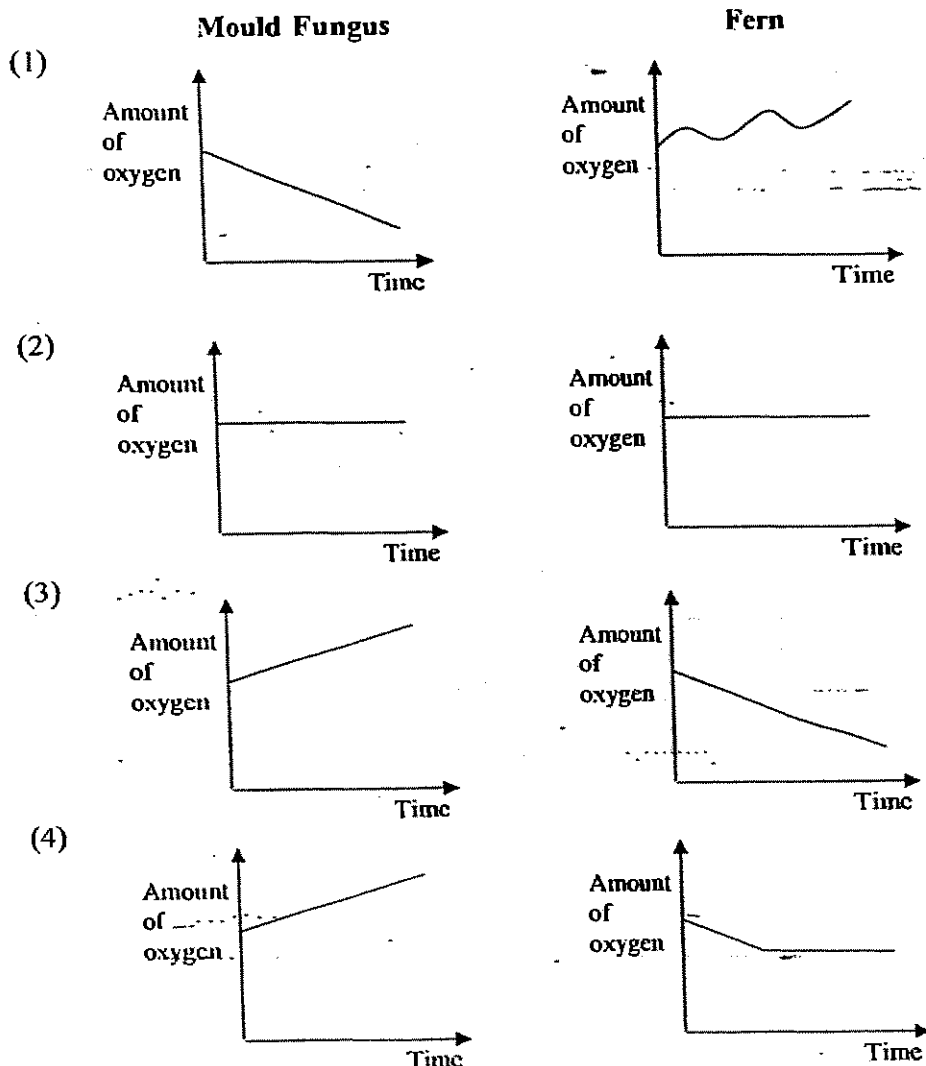 Mould Fungus
Fern
(1)
Amount
of
oxygen
Time
Amount
of
oxygen
Time
(2)
Amount
of
oxygen
Time
Amount
of
oxygen
Time
(3)
Amount
of
oxygen
Time
Amount
of
oxygen
Time
(4)
Amount
of
oxygen
Time
Amount
of
oxygen
Time